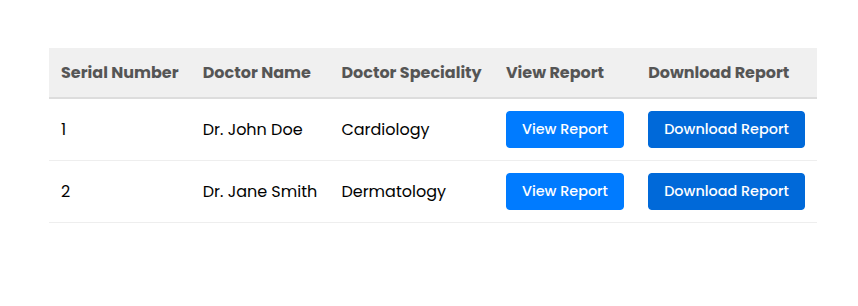 Serial Number Doctor Name Doctor Speciality View Report Download Report
1 Dr. John Doe Cardiology View Report Download Report
2 Dr. Jane Smith Dermatology View Report Download Report